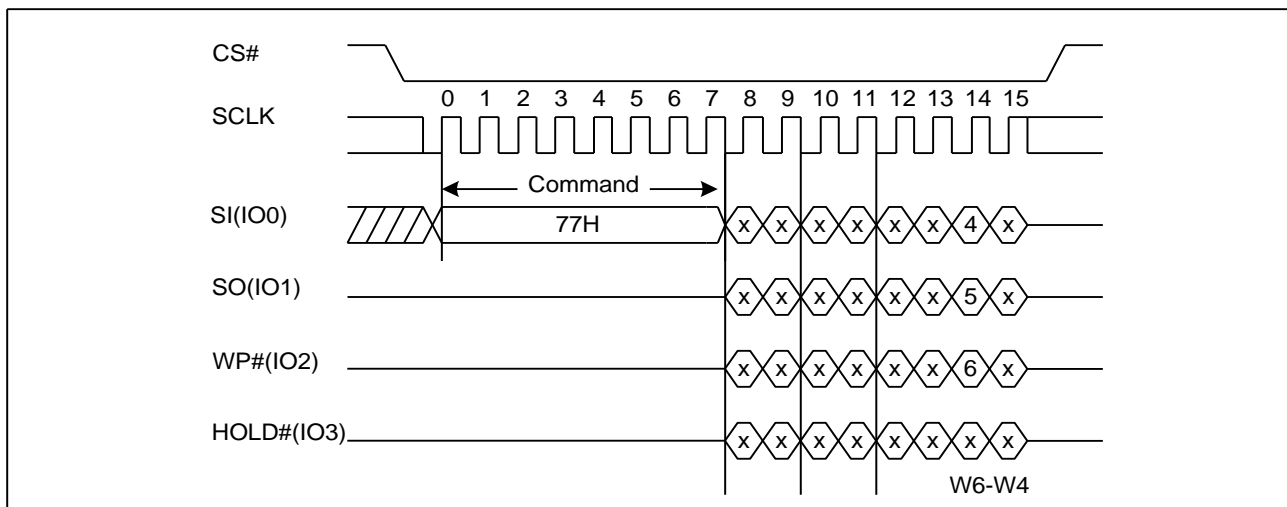 CS#
0 1 2 3 4 5 6 7 8 9 10 11 12 13 14 15
SCLK
Command
SI(IO0)
77H
x x x x x x 4 x
SO(IO1)
x x x x x x 5 x
WP#(IO2)
x x x x x x 6 x
HOLD#(IO3)
x x x x x x x x
W6-W4